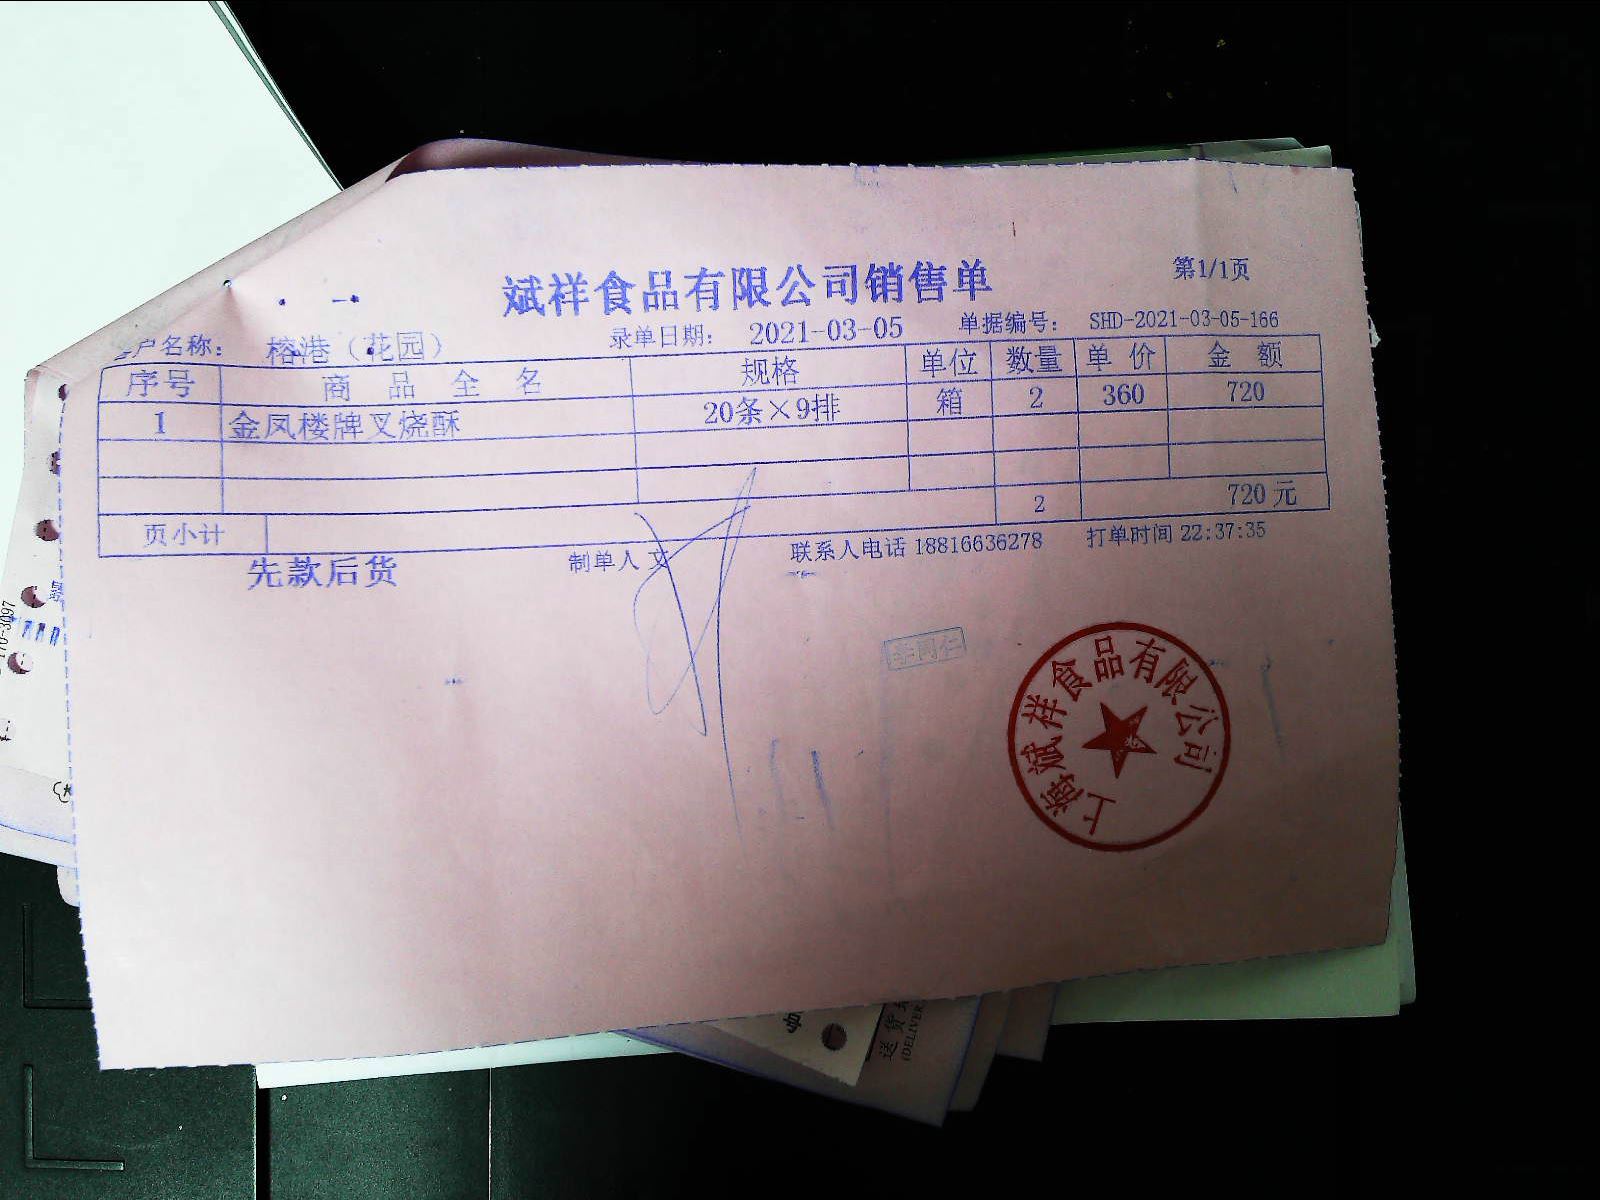 斌祥食品有限公司销售单
第1/1页
户名称： 榕港（花园） 录单日期： 2021-03-05 单据编号： SHD-2021-03-05-166
序号 商品全名 规格 单位 数量 单价 金额
1 金凤楼牌叉烧酥 20条×9排 箱 2 360 720
页小计 2 720元
先款后货 制单人 文 联系人电话 18816636278 打单时间 22:37:35
上海斌祥食品有限公司
送货
(DELIVER